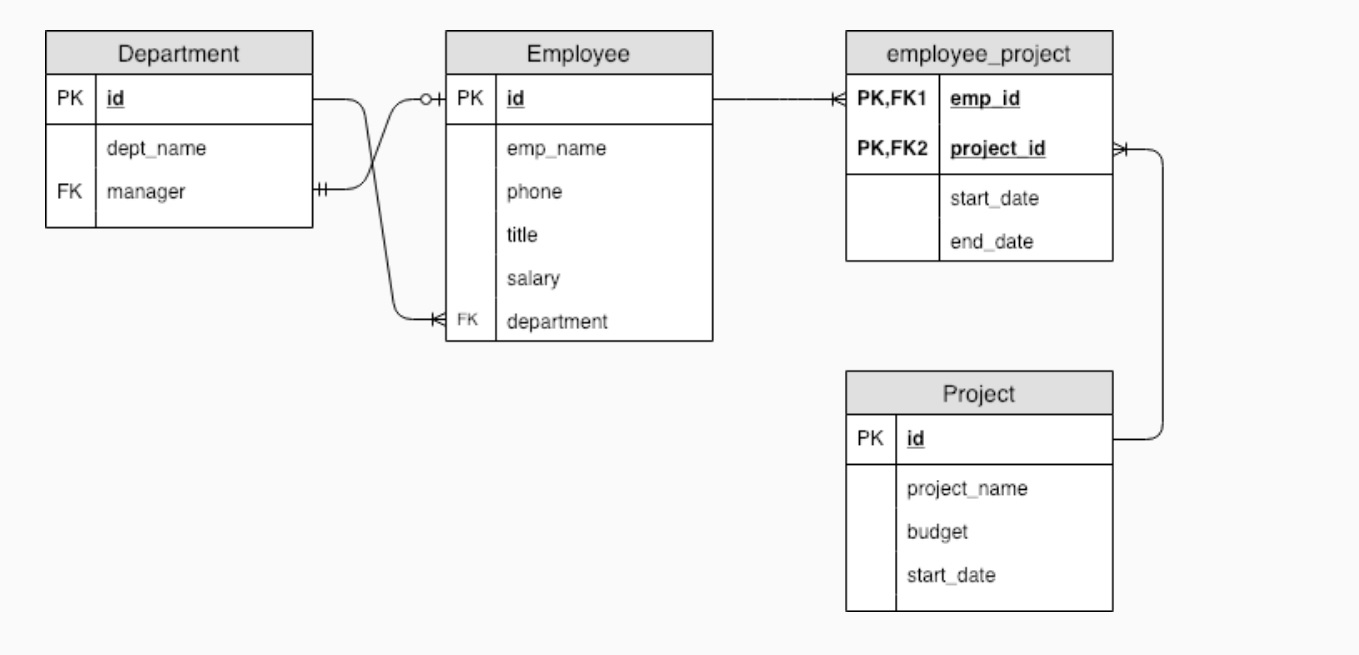 Department
PK id
dept_name
FK manager
Employee
PK id
emp_name
phone
title
salary
FK department
employee_project
PK,FK1 emp_id
PK,FK2 project_id
start_date
end_date
Project
PK id
project_name
budget
start_date